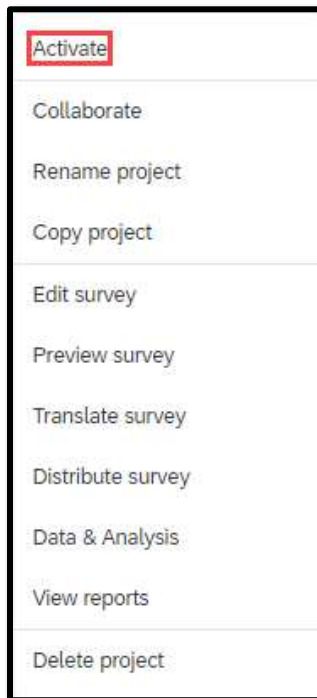 Activate
Collaborate
Rename project
Copy project
Edit survey
Preview survey
Translate survey
Distribute survey
Data & Analysis
View reports
Delete project